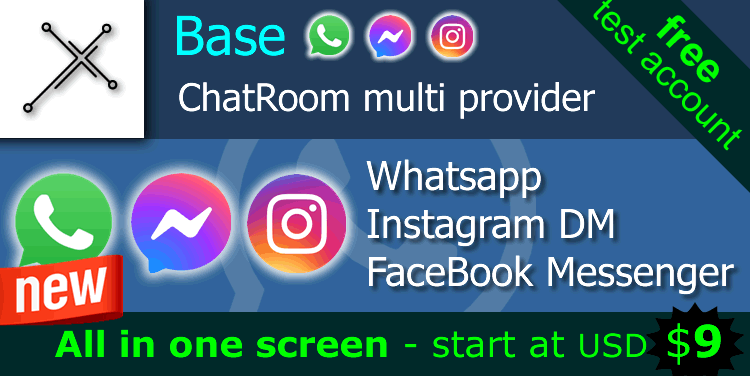 Base
free
test account
ChatRoom multi provider
Whatsapp
Instagram DM
FaceBook Messenger
new
All in one screen - start at USD $9